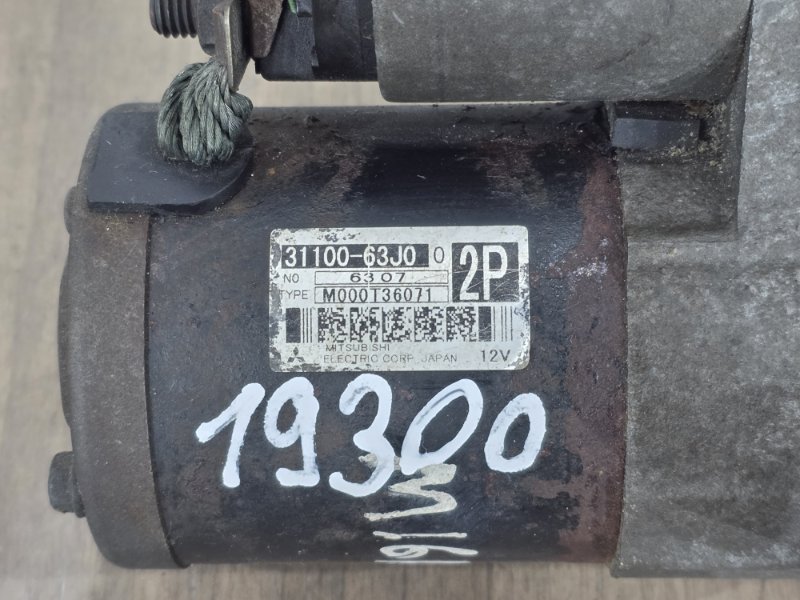 31100-63J0 0
2P
NO 6307
TYPE M000T36071
MITSUBISHI
ELECTRIC CORP. JAPAN 12V
19300